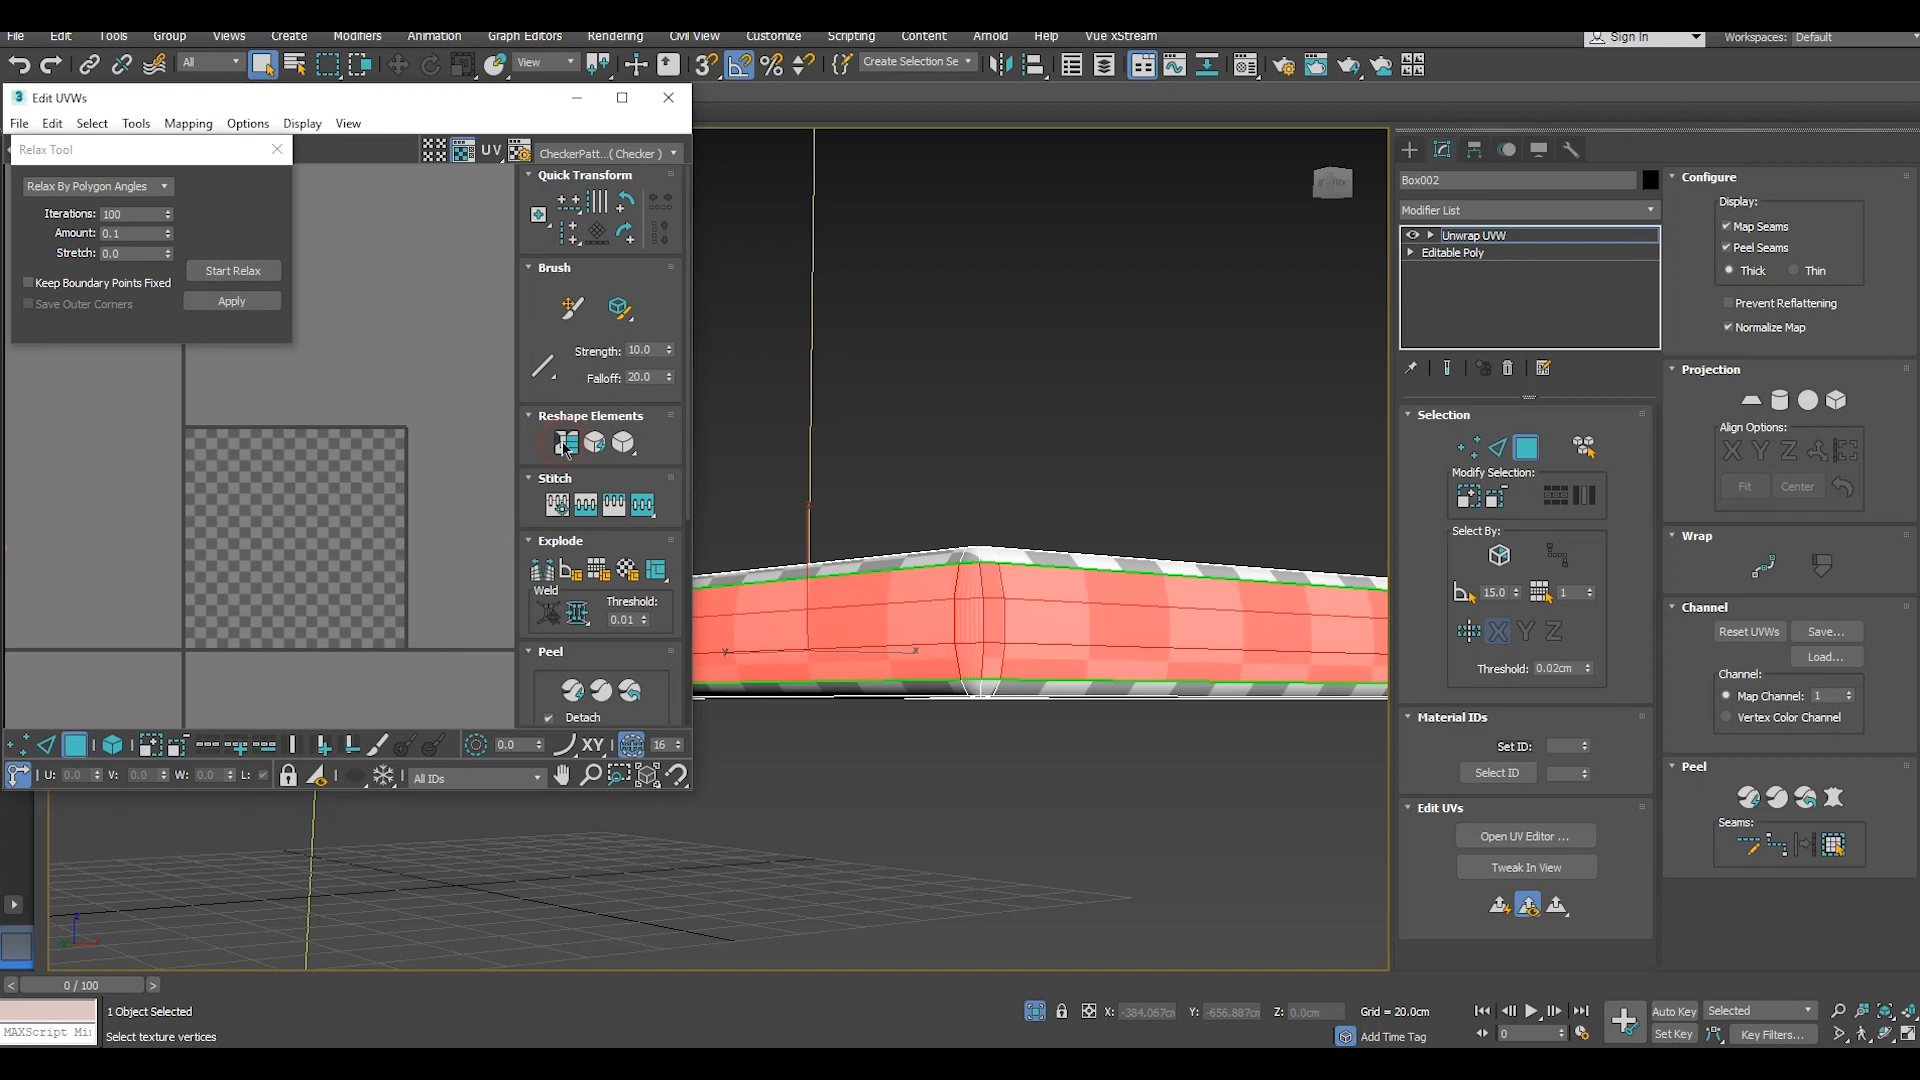 File Edit Tools Group Views Create Modifiers Animation Graph Editors Rendering Civil View Customize Scripting Content Arnold Help Vue xStream
Sign In Workspaces: Default
All View Create Selection Se
3 Edit UVWs
File Edit Select Tools Mapping Options Display View
Relax Tool
UV CheckerPatt...( Checker )
Relax By Polygon Angles
Iterations: 100
Amount: 0.1
Stretch: 0.0
Start Relax
Keep Boundary Points Fixed
Save Outer Corners
Apply
Quick Transform
Brush
Strength: 10.0
Falloff: 20.0
Reshape Elements
Stitch
Explode
Weld
Threshold:
0.01
Peel
Detach
0.0 XY 16
U: 0.0 V: 0.0 W: 0.0 L: All IDs
y x
z
Box002
Modifier List
Unwrap UVW
Editable Poly
Selection
Modify Selection:
Select By:
15.0 1
X Y Z
Threshold: 0.02cm
Material IDs
Set ID:
Select ID
Edit UVs
Open UV Editor ...
Tweak In View
Configure
Display:
Map Seams
Peel Seams
Thick Thin
Prevent Reflattening
Normalize Map
Projection
Align Options:
X Y Z
Fit Center
Wrap
Channel
Reset UVWs Save...
Load...
Channel:
Map Channel: 1
Vertex Color Channel
Peel
Seams:
< 0 / 100 >
1 Object Selected
MAXScript Mi
Select texture vertices
X: -384.067cm Y: -656.887cm Z: 0.0cm Grid = 20.0cm
Add Time Tag
0
Auto Key Selected
Set Key Key Filters...